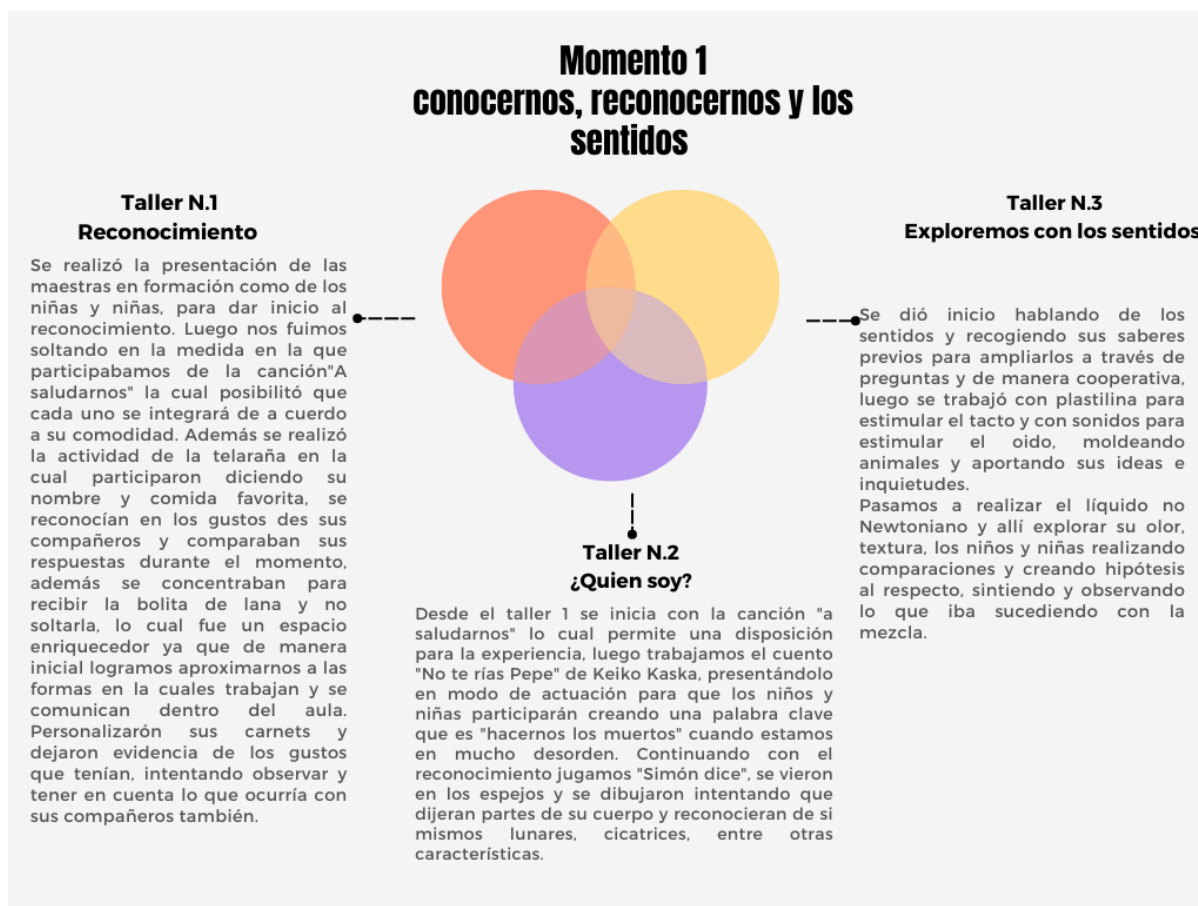 Momento 1
conocernos, reconocernos y los
sentidos
Taller N.1
Reconocimiento
Se realizó la presentación de las
maestras en formación como de los
niñas y niñas, para dar inicio al
reconocimiento. Luego nos fuimos
soltando en la medida en la que
participabamos de la canción"A
saludarnos" la cual posibilitó que
cada uno se integrará de a cuerdo
a su comodidad. Además se realizó
la actividad de la telaraña en la
cual participaron diciendo su
nombre y comida favorita, se
reconocían en los gustos des sus
compañeros y comparaban sus
respuestas durante el momento,
además se concentraban para
recibir la bolita de lana y no
soltarla, lo cual fue un espacio
enriquecedor ya que de manera
inicial logramos aproximarnos a las
formas en la cuales trabajan y se
comunican dentro del aula.
Personalizarón sus carnets y
dejaron evidencia de los gustos
que tenían, intentando observar y
tener en cuenta lo que ocurría con
sus compañeros también.
Taller N.2
¿Quien soy?
Desde el taller 1 se inicia con la canción "a
saludarnos" lo cual permite una disposición
para la experiencia, luego trabajamos el cuento
"No te rías Pepe" de Keiko Kaska, presentándolo
en modo de actuación para que los niños y
niñas participarán creando una palabra clave
que es "hacernos los muertos" cuando estamos
en mucho desorden. Continuando con el
reconocimiento jugamos "Simón dice", se vieron
en los espejos y se dibujaron intentando que
dijeran partes de su cuerpo y reconocieran de si
mismos lunares, cicatrices, entre otras
características.
Taller N.3
Exploremos con los sentidos
Se dió inicio hablando de los
sentidos y recogiendo sus saberes
previos para ampliarlos a través de
preguntas y de manera cooperativa,
luego se trabajó con plastilina para
estimular el tacto y con sonidos para
estimular el oido, moldeando
animales y aportando sus ideas e
inquietudes.
Pasamos a realizar el líquido no
Newtoniano y allí explorar su olor,
textura, los niños y niñas realizando
comparaciones y creando hipótesis
al respecto, sintiendo y observando
lo que iba sucediendo con la
mezcla.